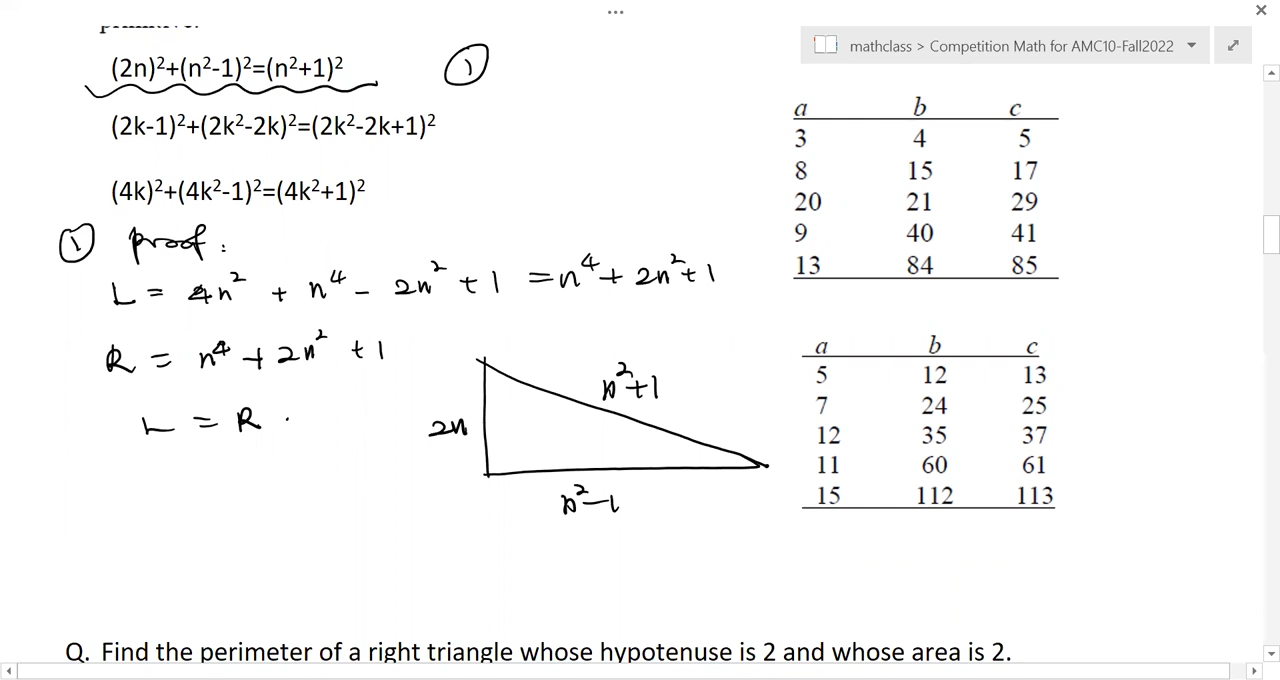 mathclass > Competition Math for AMC10-Fall2022
(2n)²+(n²-1)²=(n²+1)² ①
(2k-1)²+(2k²-2k)²=(2k²-2k+1)²
(4k)²+(4k²-1)²=(4k²+1)²
① proof:
L = 4n² + n⁴ - 2n² + 1 = n⁴ + 2n² + 1
R = n⁴ + 2n² + 1
L = R .
n²+1
2n
n²-1
a b c
3 4 5
8 15 17
20 21 29
9 40 41
13 84 85
a b c
5 12 13
7 24 25
12 35 37
11 60 61
15 112 113
Q. Find the perimeter of a right triangle whose hypotenuse is 2 and whose area is 2.